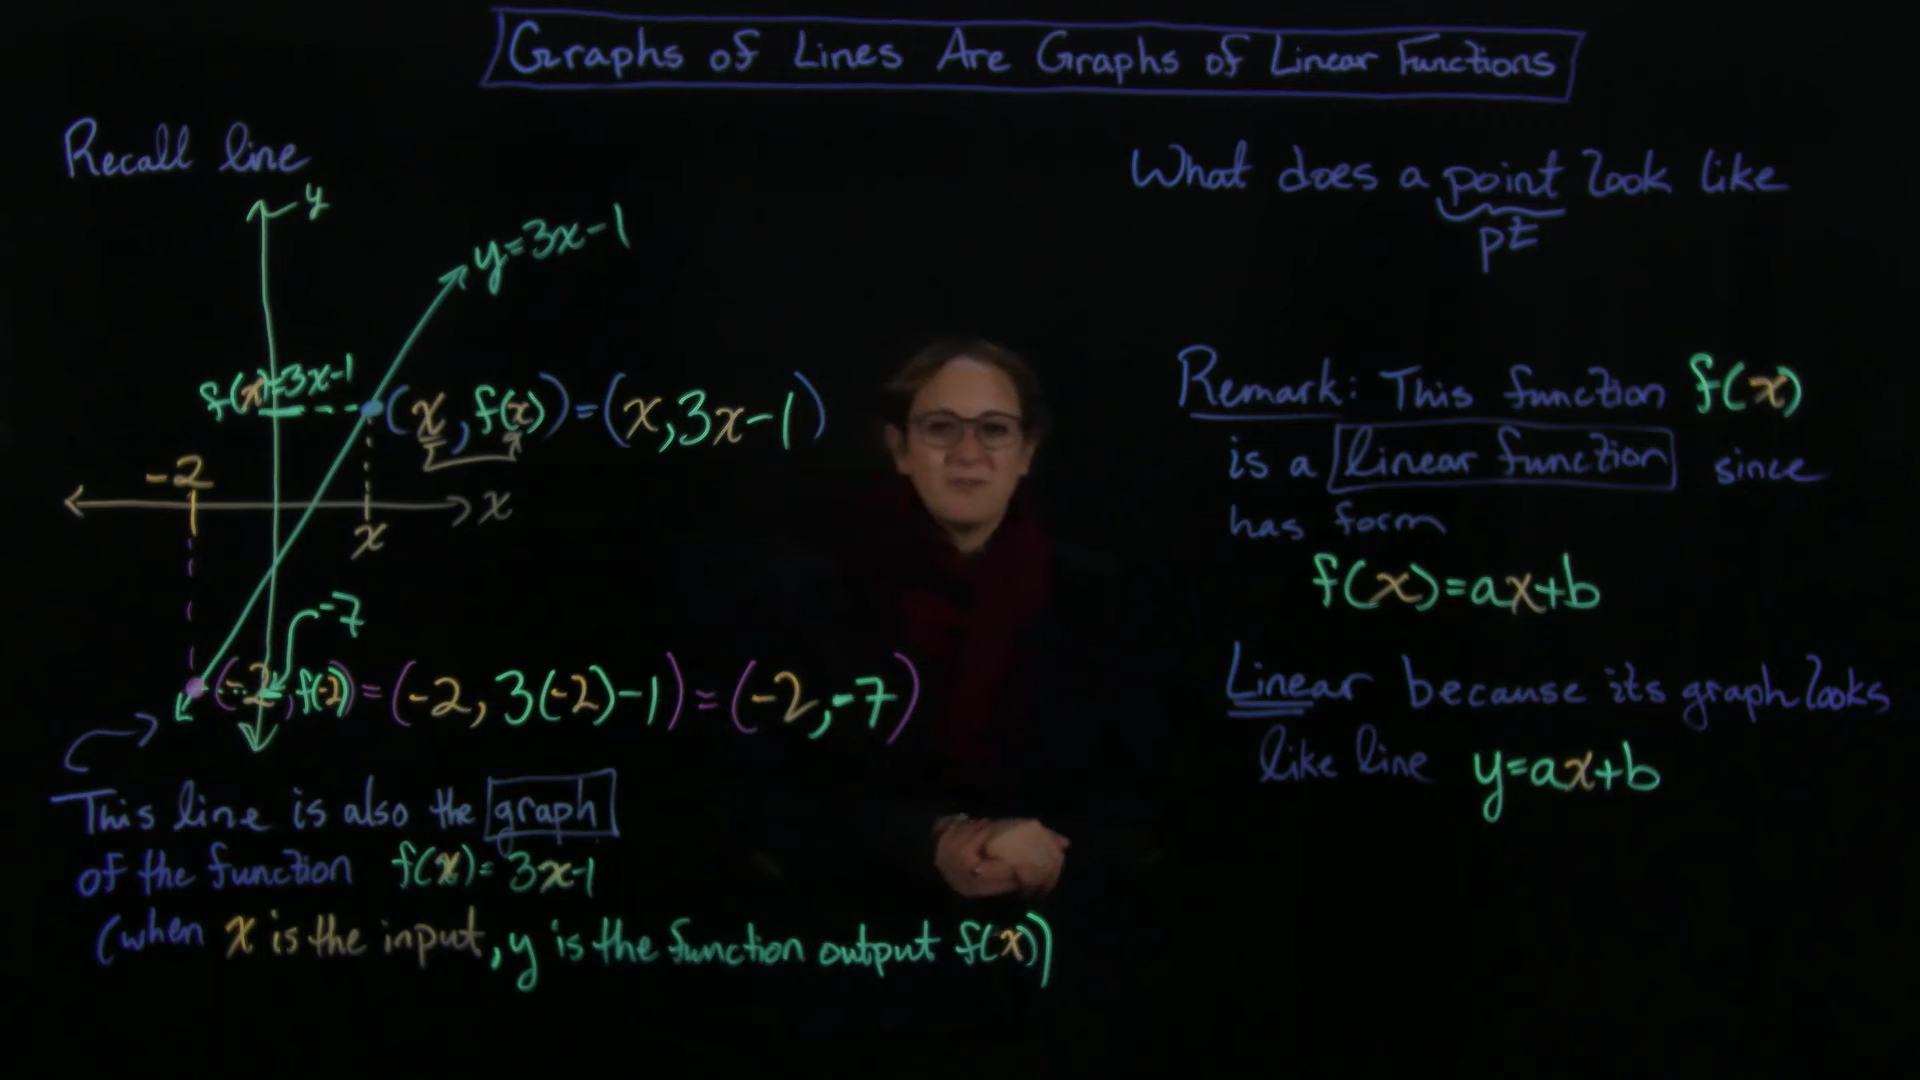 Graphs of Lines Are Graphs of Linear Functions
Recall line
y
y=3x-1
f(x)=3x-1
(x, f(x)) = (x, 3x-1)
-2
x
x
-7
(-2, f(-2)) = (-2, 3(-2)-1) = (-2, -7)
This line is also the graph
of the function f(x) = 3x-1
(when x is the input, y is the function output f(x))
What does a point look like
pt
Remark: This function f(x)
is a linear function since
has form
f(x)=ax+b
Linear because its graph looks
like line y=ax+b